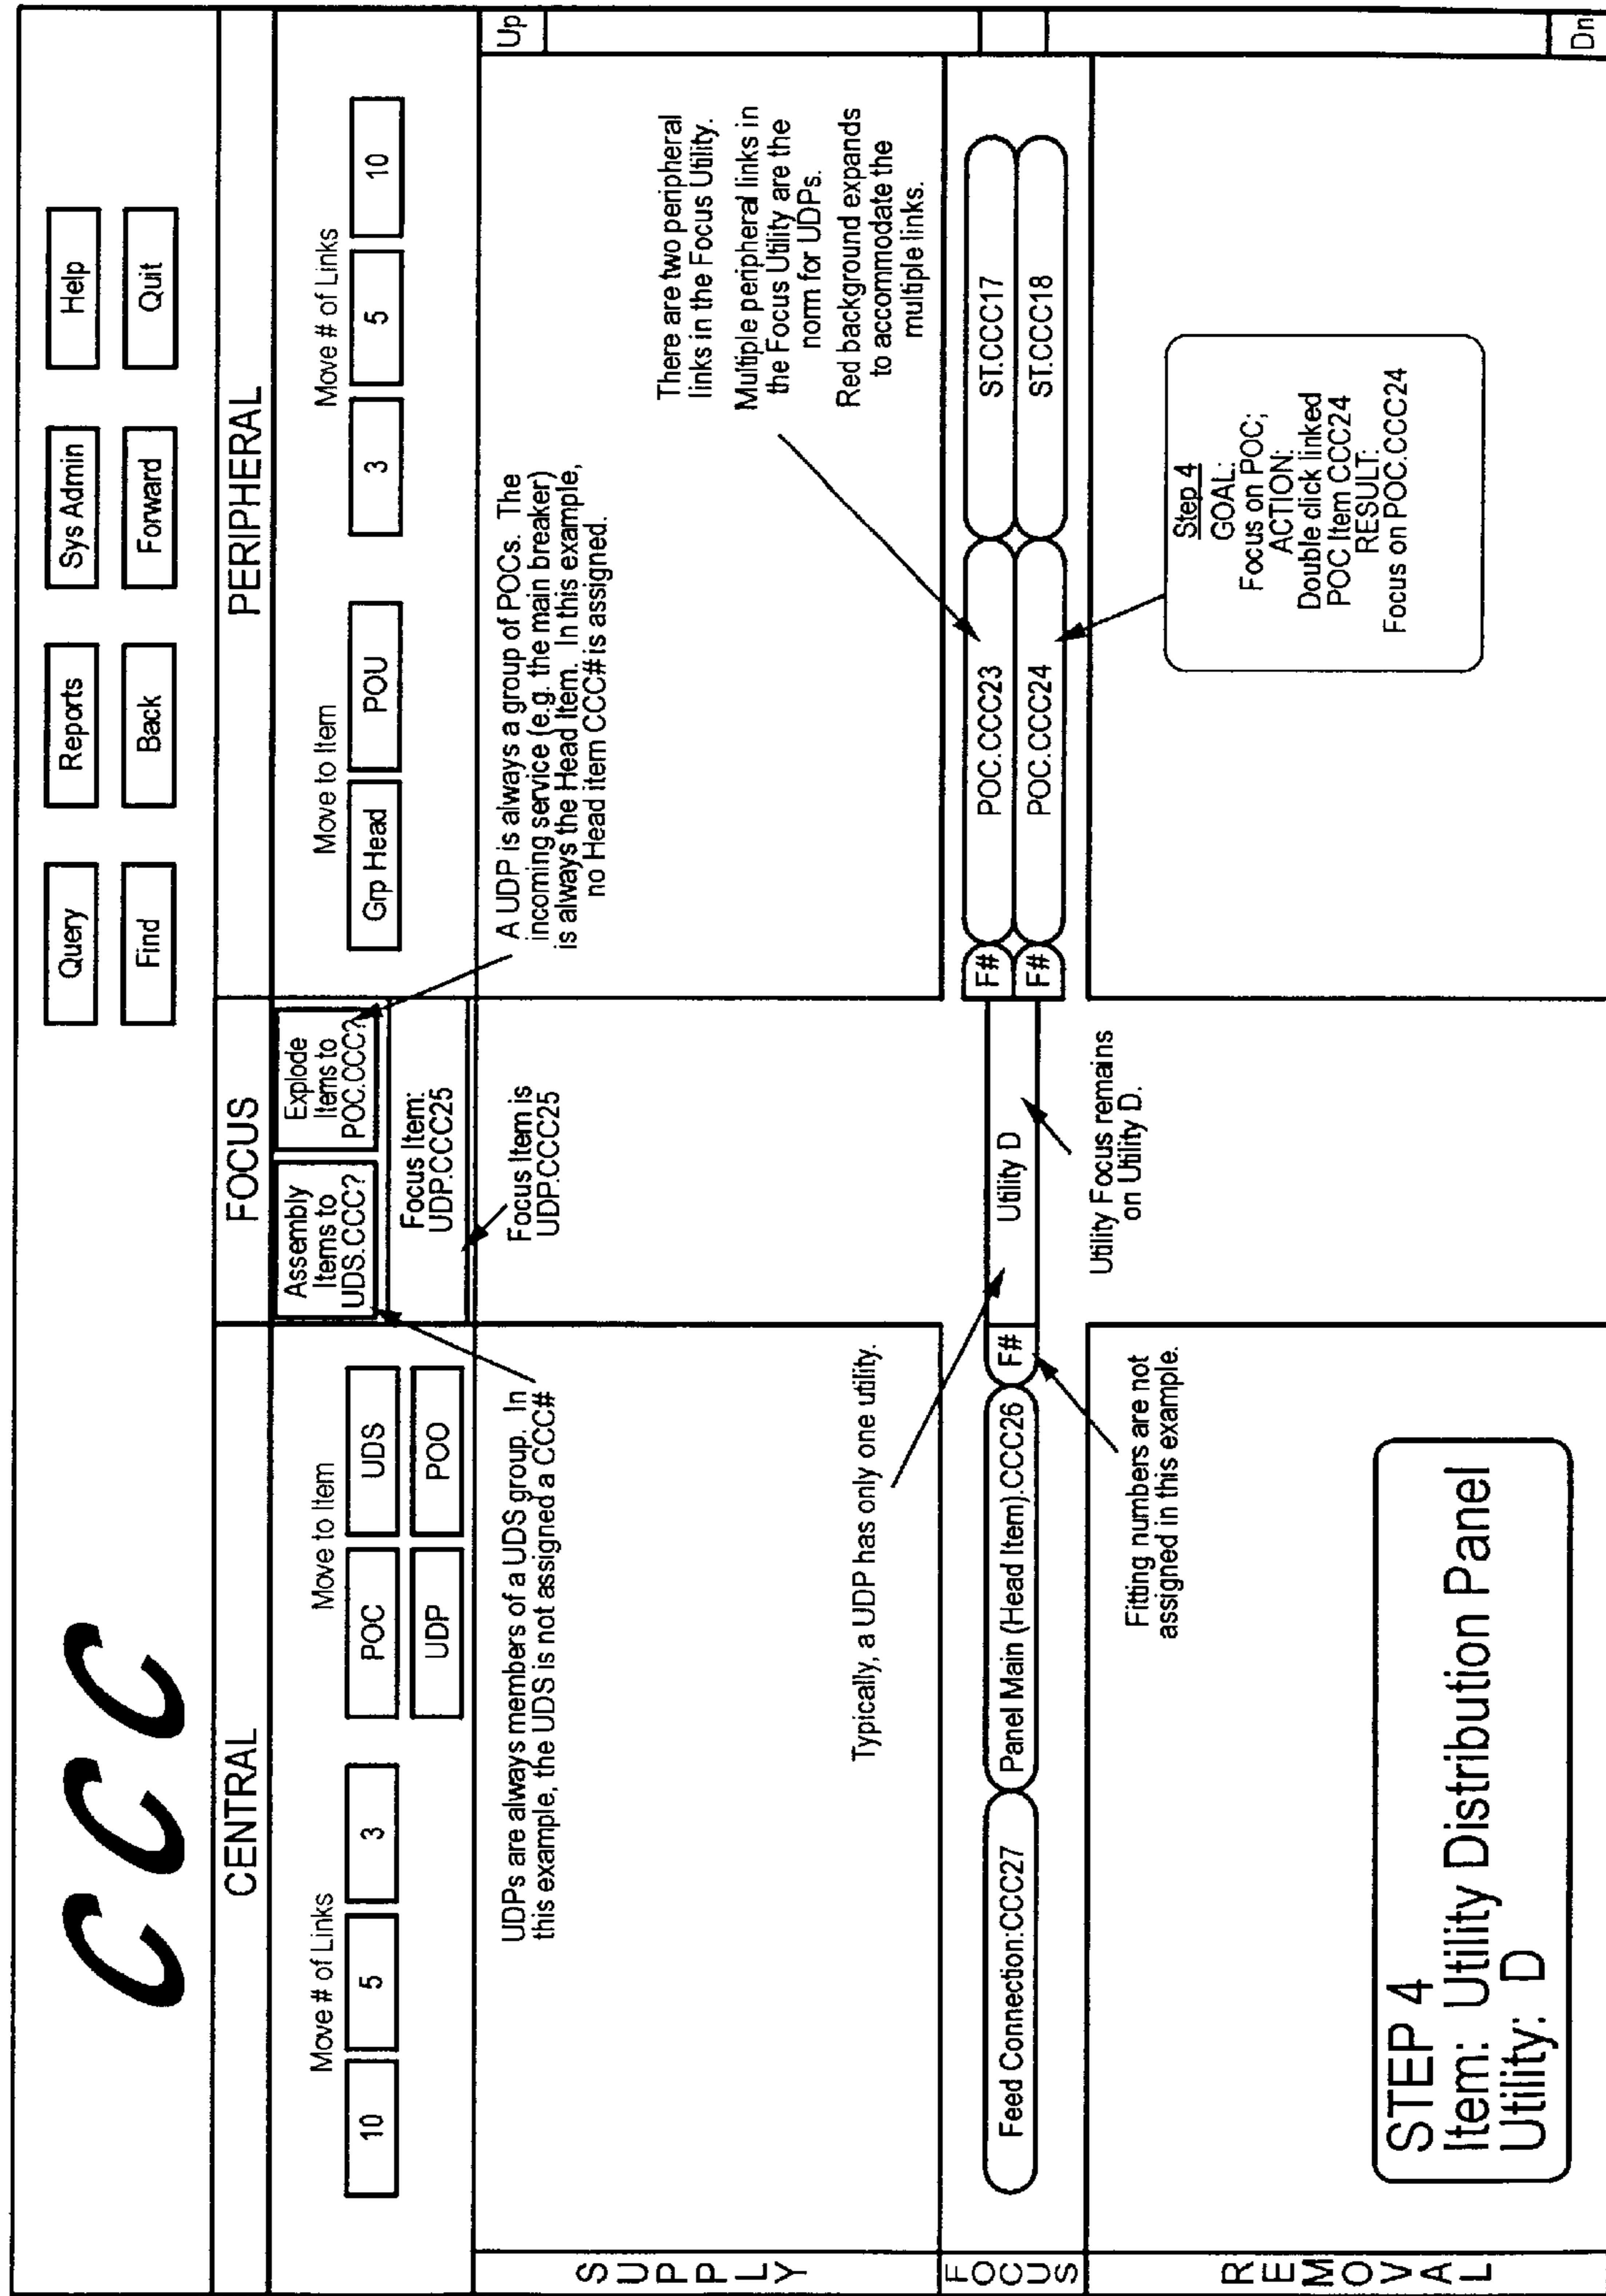 CCC
Query
Reports
Sys Admin
Help
Find
Back
Forward
Quit
CENTRAL
FOCUS
PERIPHERAL
Move # of Links
Move to Item
Assembly
Items to
UDS.CCC?
Explode
Items to
POC.CCC?
Move to Item
Move # of Links
10
5
3
POC
UDS
UDP
POO
Focus Item:
UDP.CCC25
Grp Head
POU
3
5
10
Up
SUPPLY
UDPs are always members of a UDS group. In
this example, the UDS is not assigned a CCC#
Focus Item is
UDP.CCC25
A UDP is always a group of POCs. The
incoming service (e.g. the main breaker)
is always the Head Item. In this example,
no Head item CCC# is assigned.
There are two peripheral
links in the Focus Utility.
Multiple peripheral links in
the Focus Utility are the
norm for UDPs.
Red background expands
to accommodate the
multiple links.
Typically, a UDP has only one utility.
FOCUS
Feed Connection:CCC27
Panel Main (Head Item).CCC26
F#
Utility D
F#
POC.CCC23
ST.CCC17
F#
POC.CCC24
ST.CCC18
REMOVAL
Fitting numbers are not
assigned in this example.
Utility Focus remains
on Utility D.
Step 4
GOAL:
Focus on POC;
ACTION:
Double click linked
POC Item CCC24
RESULT:
Focus on POC.CCC24
STEP 4
Item: Utility Distribution Panel
Utility: D
Dn